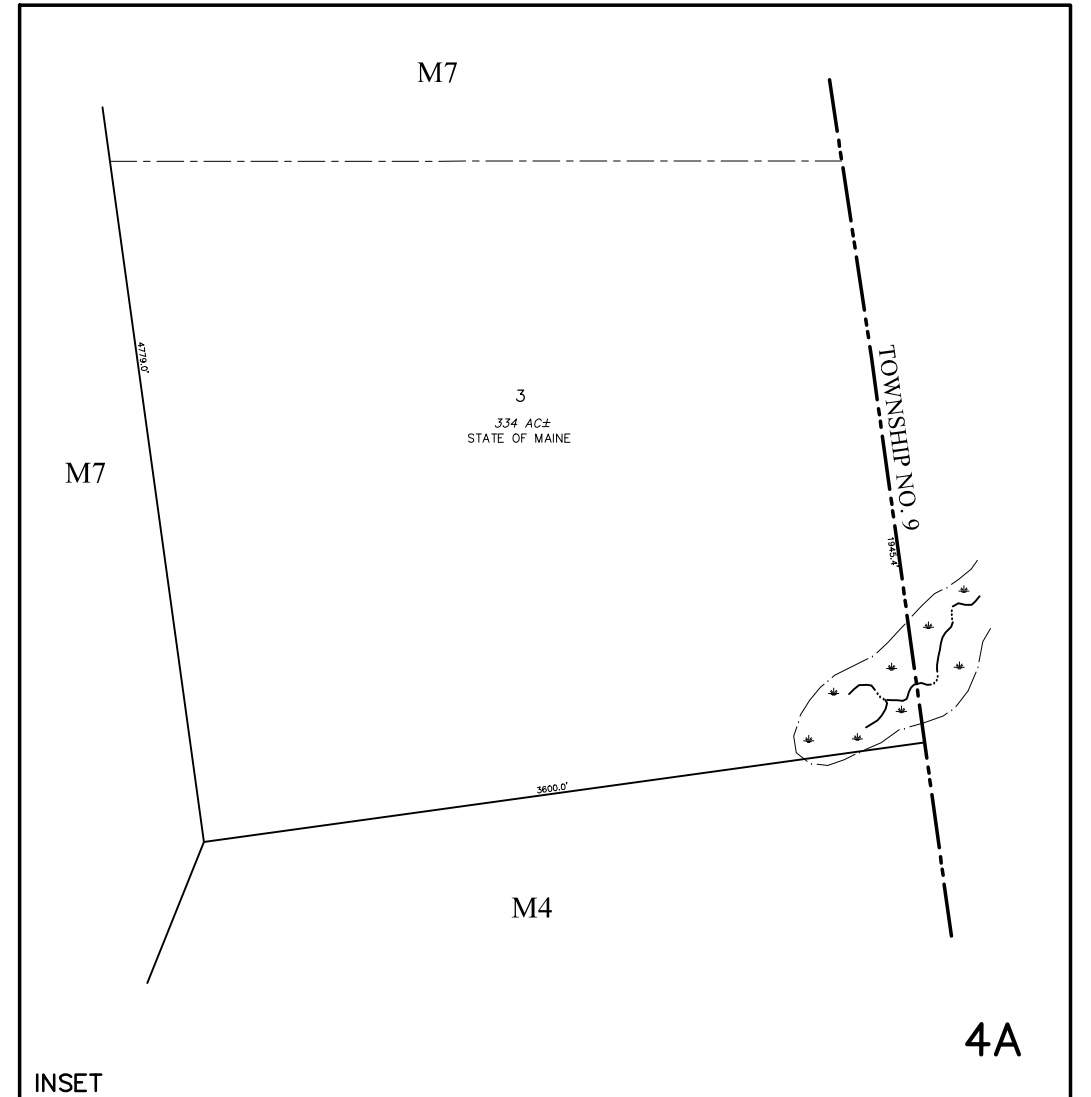 M7
4779.0'
3
334 AC±
STATE OF MAINE
TOWNSHIP NO. 9
M7
1945.4'
3600.0'
M4
4A
INSET